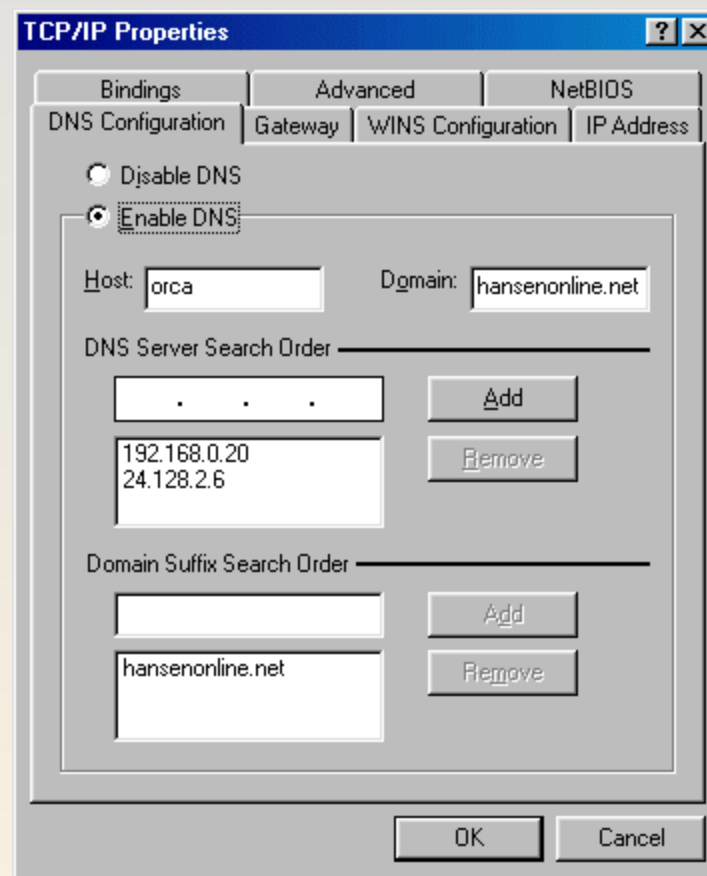 TCP/IP Properties
? X
Bindings Advanced NetBIOS
DNS Configuration Gateway WINS Configuration IP Address
Disable DNS
Enable DNS
Host: orca Domain: hansenonline.net
DNS Server Search Order
. . .
Add
192.168.0.20
24.128.2.6
Remove
Domain Suffix Search Order
Add
hansenonline.net
Remove
OK Cancel